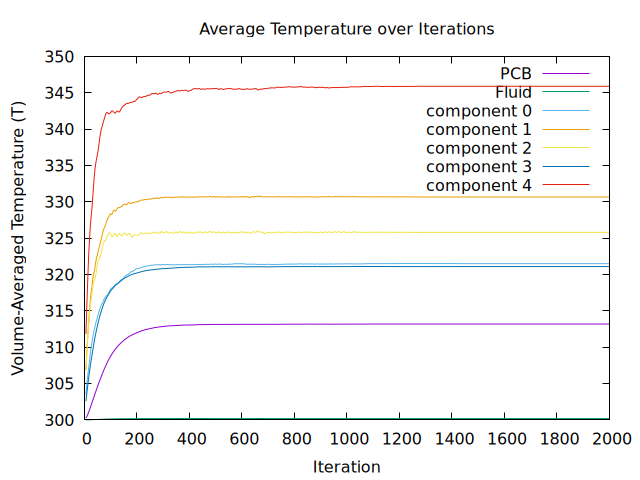 Average Temperature over Iterations
Volume-Averaged Temperature (T)
350
345
340
335
330
325
320
315
310
305
300
PCB
Fluid
component 0
component 1
component 2
component 3
component 4
0 200 400 600 800 1000 1200 1400 1600 1800 2000
Iteration